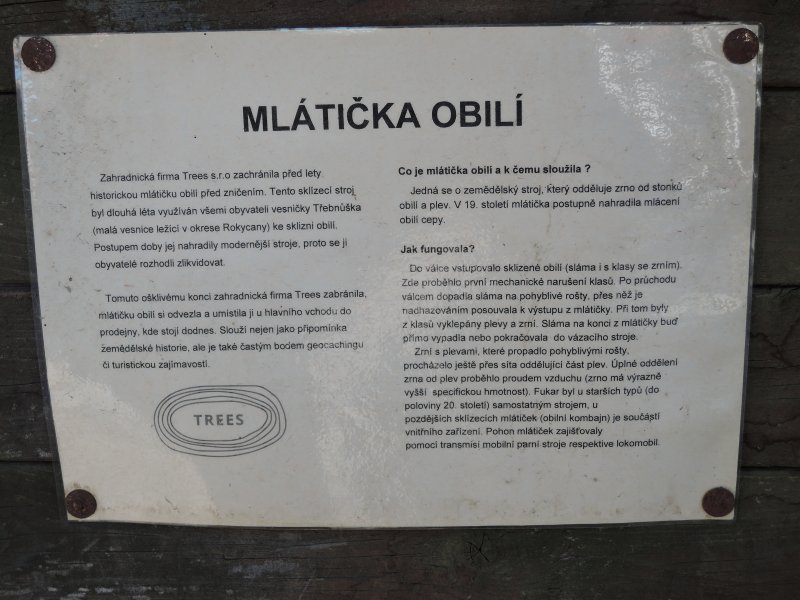 MLÁTIČKA OBILÍ
Zahradnická firma Trees s.r.o zachránila před lety
historickou mlátičku obilí před zničením. Tento sklízecí stroj
byl dlouhá léta využíván všemi obyvateli vesničky Třebnuška
(malá vesnice ležící v okrese Rokycany) ke sklizni obilí.
Postupem doby jej nahradily modernější stroje, proto se ji
obyvatelé rozhodli zlikvidovat.
Tomuto ošklivému konci zahradnická firma Trees zabránila,
mlátičku obilí si odvezla a umístila ji u hlavního vchodu do
prodejny, kde stojí dodnes. Slouží nejen jako připomínka
zemědělské historie, ale je také častým bodem geocachingu
či turistickou zajímavostí.
TREES
Co je mlátička obilí a k čemu sloužila ?
Jedná se o zemědělský stroj, který odděluje zrno od stonků
obilí a plev. V 19. století mlátička postupně nahradila mlácení
obilí cepy.
Jak fungovala?
Do válce vstupovalo sklizené obilí (sláma i s klasy se zrním).
Zde proběhlo první mechanické narušení klasů. Po průchodu
válcem dopadla sláma na pohyblivé rošty, přes něž je
nadhazováním posouvala k výstupu z mlátičky. Při tom byly
z klasů vyklepány plevy a zrní. Sláma na konci z mlátičky buď
přímo vypadla nebo pokračovala do vázacího stroje.
Zrní s plevami, které propadlo pohyblivými rošty,
procházelo ještě přes síta oddělující část plev. Úplné oddělení
zrna od plev proběhlo proudem vzduchu (zrno má výrazně
vyšší specifickou hmotnost). Fukar byl u starších typů (do
poloviny 20. století) samostatným strojem, u
pozdějších sklízecích mlátiček (obilní kombajn) je součástí
vnitřního zařízení. Pohon mlátiček zajišťovaly
pomocí transmisí mobilní parní stroje respektive lokomobil.